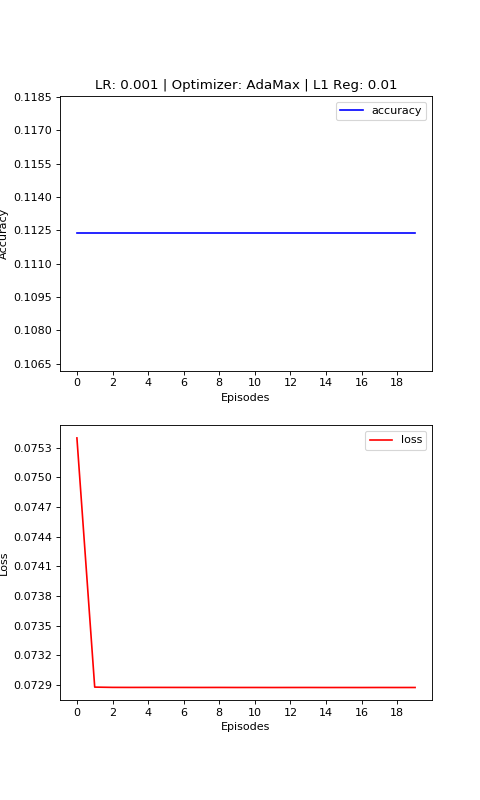 LR: 0.001 | Optimizer: AdaMax | L1 Reg: 0.01
accuracy
0.1185
0.1170
0.1155
0.1140
0.1125
0.1110
0.1095
0.1080
0.1065
Accuracy
0 2 4 6 8 10 12 14 16 18
Episodes
loss
0.0753
0.0750
0.0747
0.0744
0.0741
0.0738
0.0735
0.0732
0.0729
Loss
0 2 4 6 8 10 12 14 16 18
Episodes